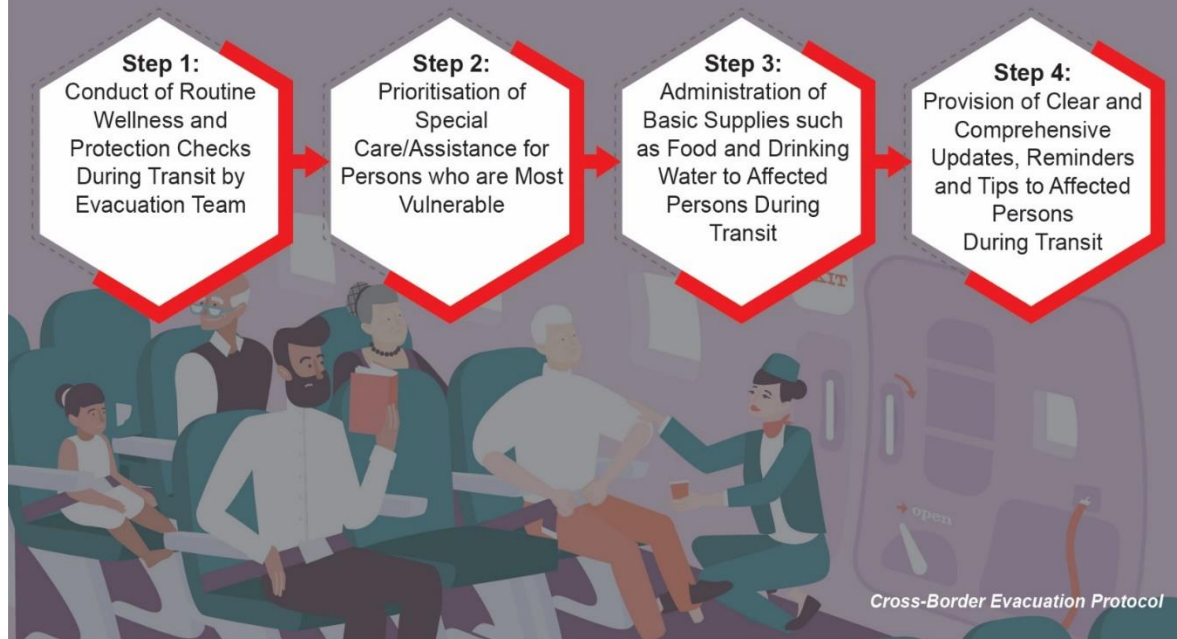 Step 1:
Conduct of Routine
Wellness and
Protection Checks
During Transit by
Evacuation Team
Step 2:
Prioritisation of
Special
Care/Assistance for
Persons who are Most
Vulnerable
Step 3:
Administration of
Basic Supplies such
as Food and Drinking
Water to Affected
Persons During
Transit
Step 4:
Provision of Clear and
Comprehensive
Updates, Reminders
and Tips to Affected
Persons
During Transit
open
Cross-Border Evacuation Protocol